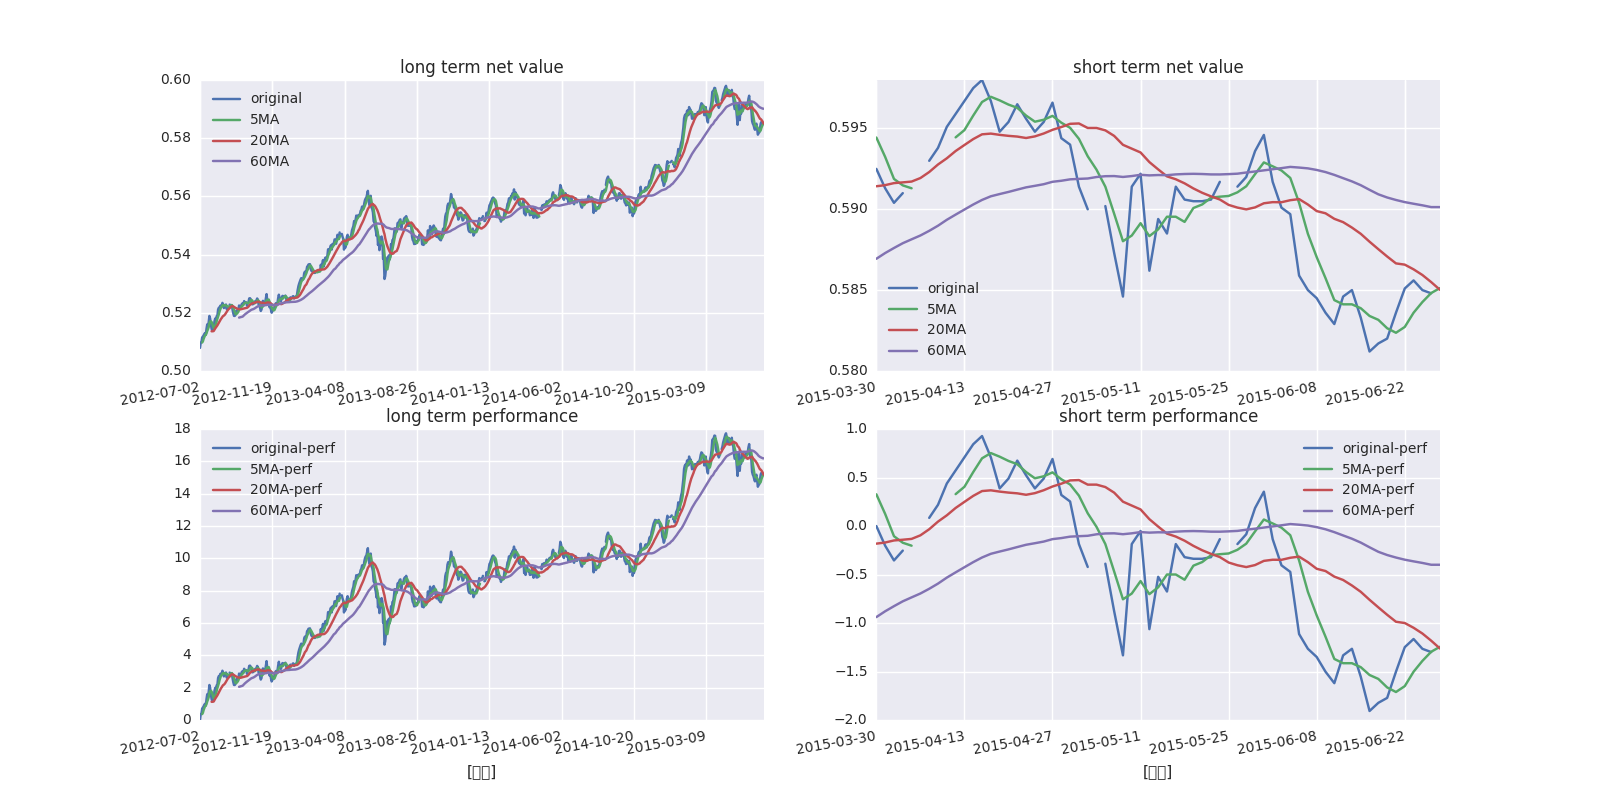 long term net value
0.60
0.58
0.56
0.54
0.52
0.50
original
5MA
20MA
60MA
2012-07-02
2012-11-19
2013-04-08
2013-08-26
2014-01-13
2014-06-02
2014-10-20
2015-03-09
short term net value
0.595
0.590
0.585
0.580
original
5MA
20MA
60MA
2015-03-30
2015-04-13
2015-04-27
2015-05-11
2015-05-25
2015-06-08
2015-06-22
long term performance
18
16
14
12
10
8
6
4
2
0
original-perf
5MA-perf
20MA-perf
60MA-perf
2012-07-02
2012-11-19
2013-04-08
2013-08-26
2014-01-13
2014-06-02
2014-10-20
2015-03-09
short term performance
1.0
0.5
0.0
−0.5
−1.0
−1.5
−2.0
original-perf
5MA-perf
20MA-perf
60MA-perf
2015-03-30
2015-04-13
2015-04-27
2015-05-11
2015-05-25
2015-06-08
2015-06-22